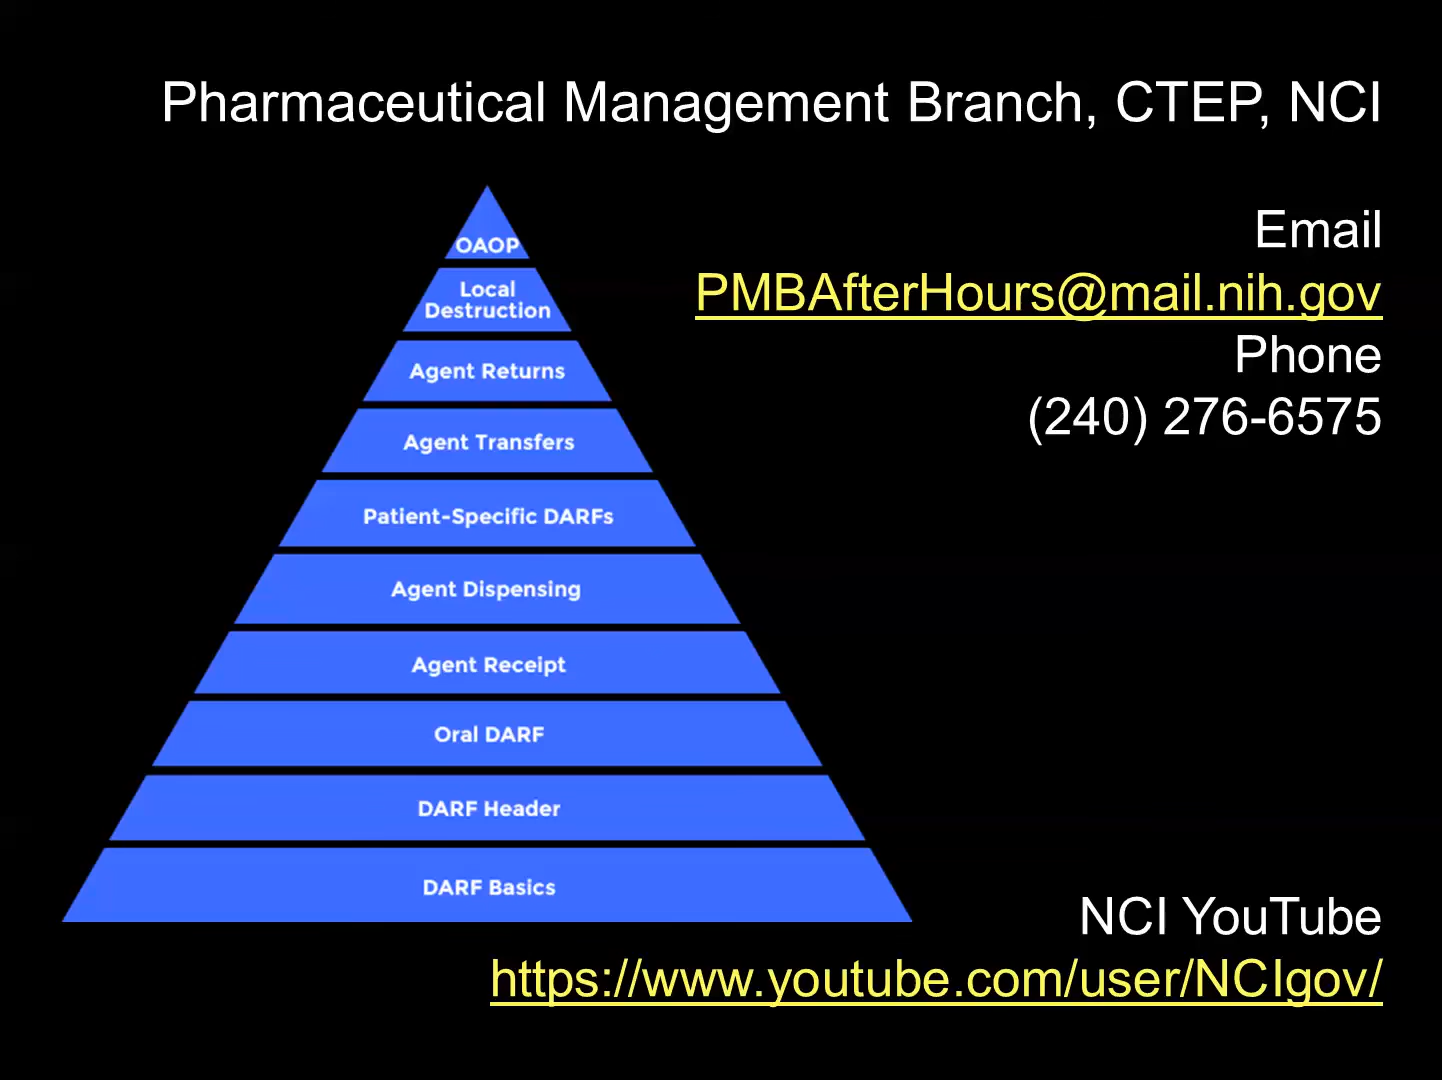 Pharmaceutical Management Branch, CTEP, NCI
Email
PMBAfterHours@mail.nih.gov
Phone
(240) 276-6575
OAOP
Local
Destruction
Agent Returns
Agent Transfers
Patient-Specific DARFs
Agent Dispensing
Agent Receipt
Oral DARF
DARF Header
DARF Basics
NCI YouTube
https://www.youtube.com/user/NCIgov/